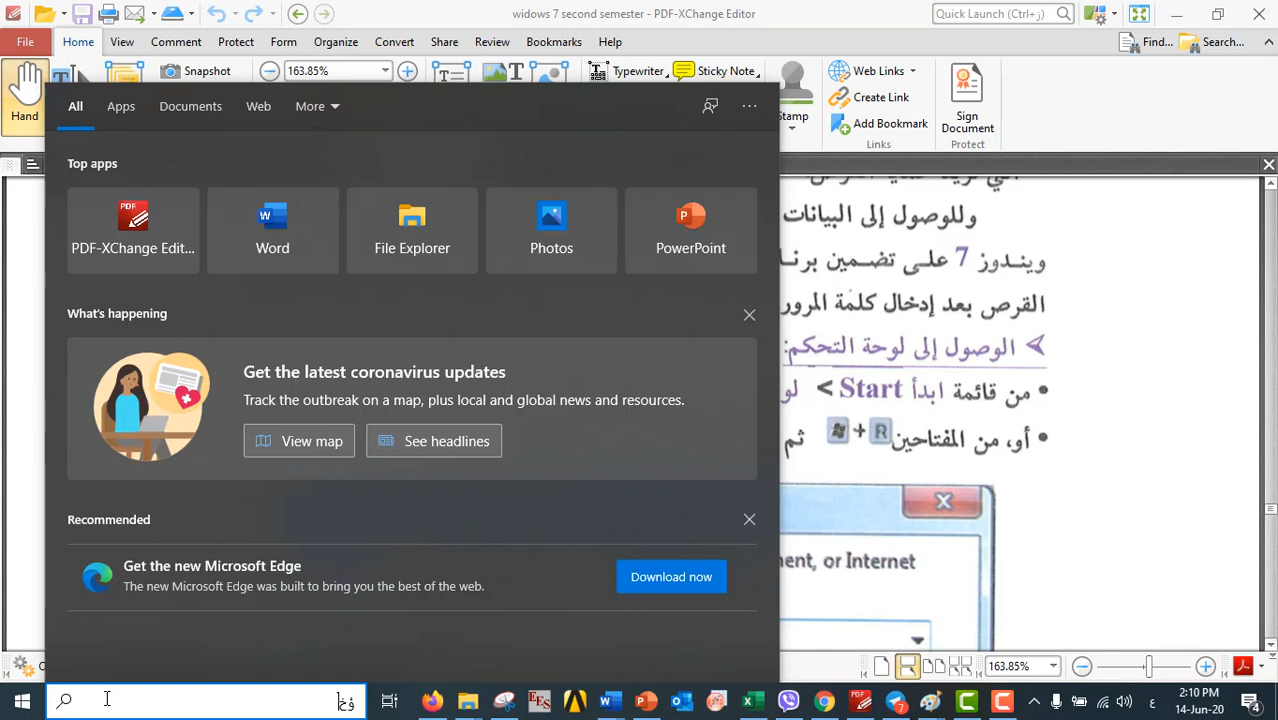 widows 7 second semester - PDF-XChange Editor
Quick Launch (ز + Ctrl)
File
Home
View
Comment
Protect
Form
Organize
Convert
Share
Review
Bookmarks
Help
Find...
Search...
Hand
Snapshot
163.85%
Typewriter
Sticky Note
Stamp
Web Links
Create Link
Add Bookmark
Links
Sign Document
Protect
All
Apps
Documents
Web
More
Top apps
PDF
PDF-XChange Edit...
Word
File Explorer
Photos
PowerPoint
What's happening
Get the latest coronavirus updates
Track the outbreak on a map, plus local and global news and resources.
View map
See headlines
Recommended
Get the new Microsoft Edge
The new Microsoft Edge was built to bring you the best of the web.
Download now
وللوصول إلى البيانات
ويندوز 7 على تضمين برنا
القرص بعد إدخال كلمة المرور
الوصول إلى لوحة التحكم:
من قائمة ابدأ Start > لو
أو، من المفتاحين R + ثم
ment, or Internet
163.85%
ع
2:10 PM
14-Jun-20
4